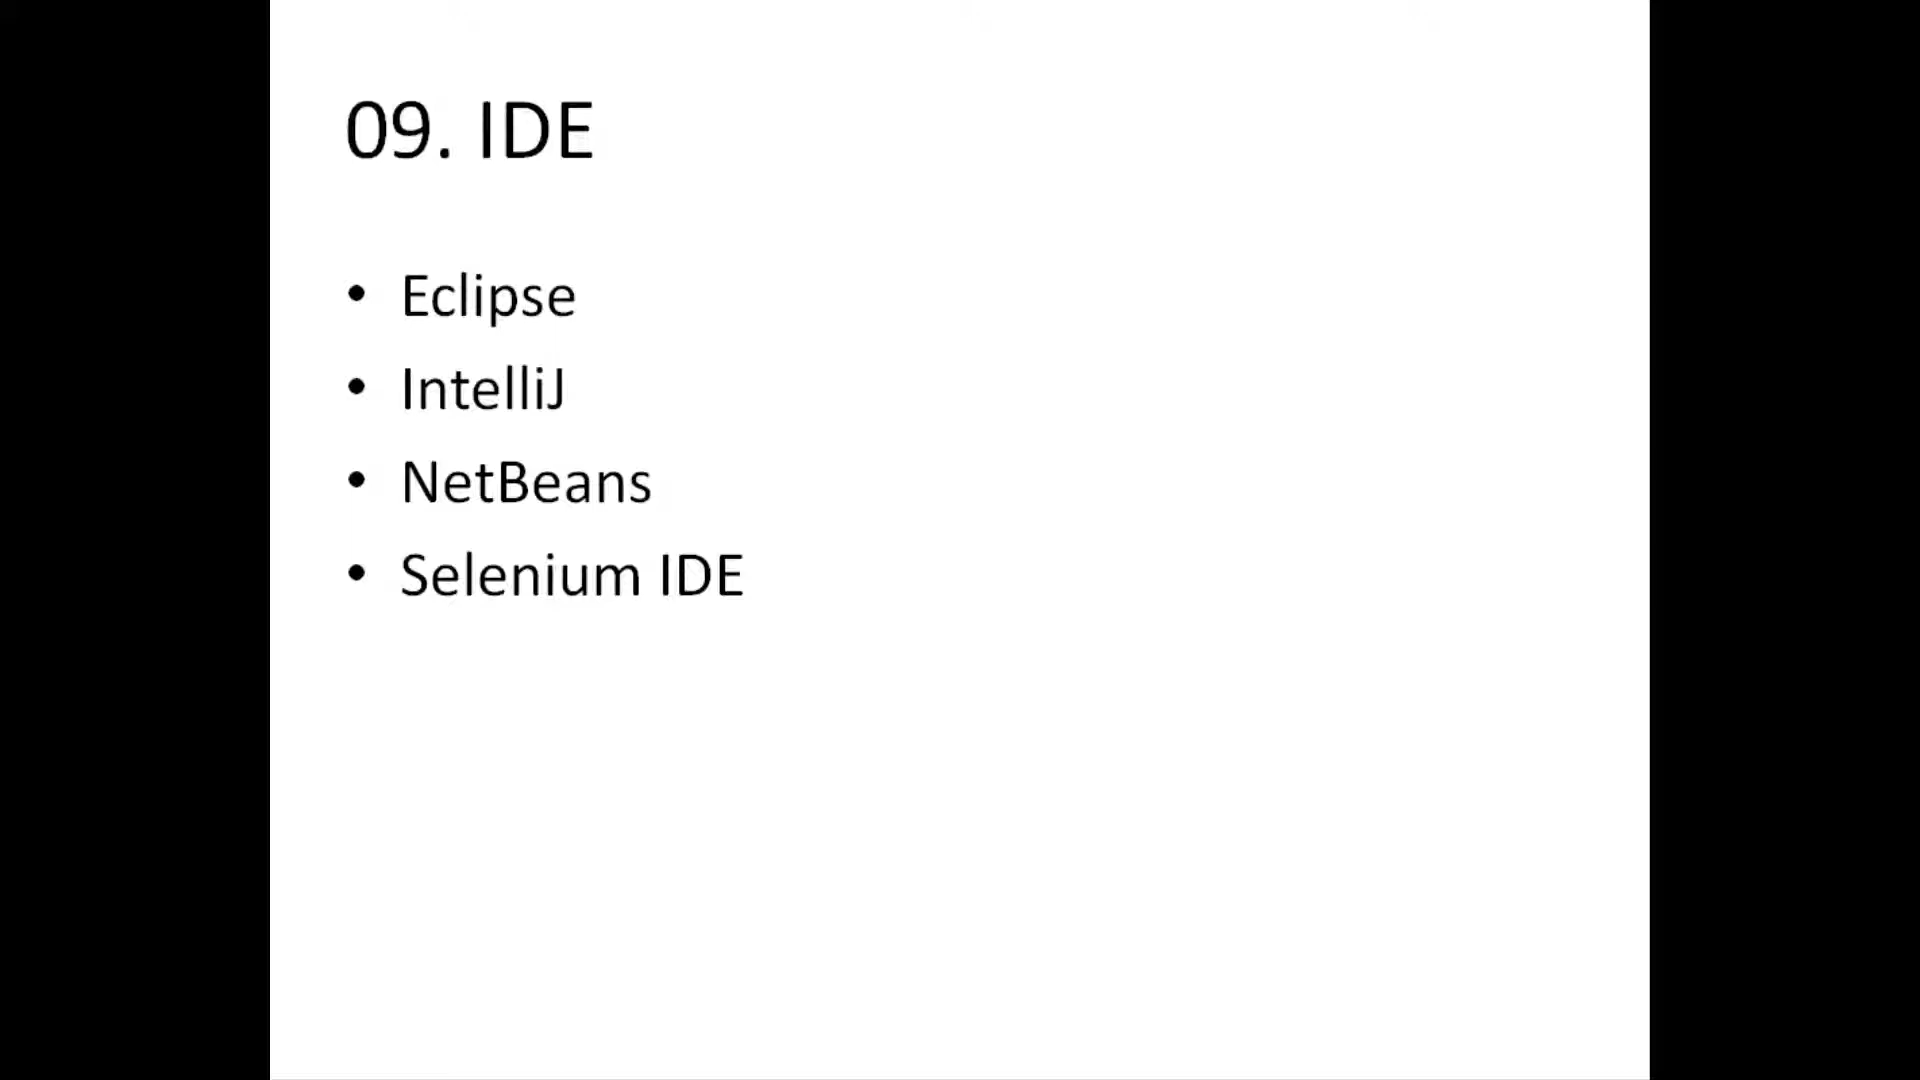 09. IDE
• Eclipse
• IntelliJ
• NetBeans
• Selenium IDE